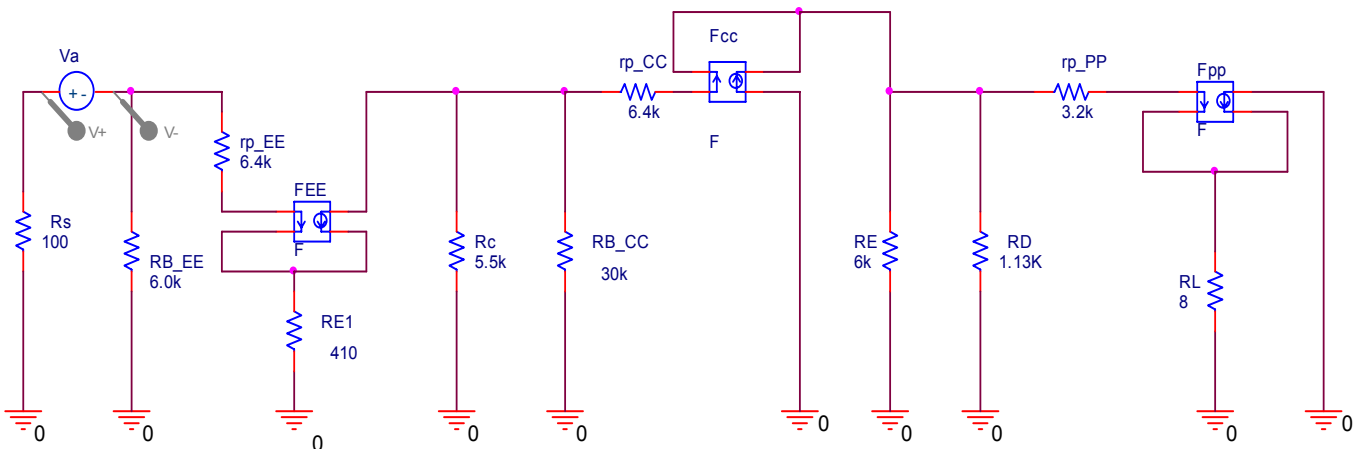 Va
+ -
V+
V-
Rs
100
RB_EE
6.0k
rp_EE
6.4k
FEE
F
RE1
410
Rc
5.5k
RB_CC
30k
rp_CC
6.4k
Fcc
F
RE
6k
RD
1.13K
rp_PP
3.2k
Fpp
F
RL
8
0
0
0
0
0
0
0
0
0
0